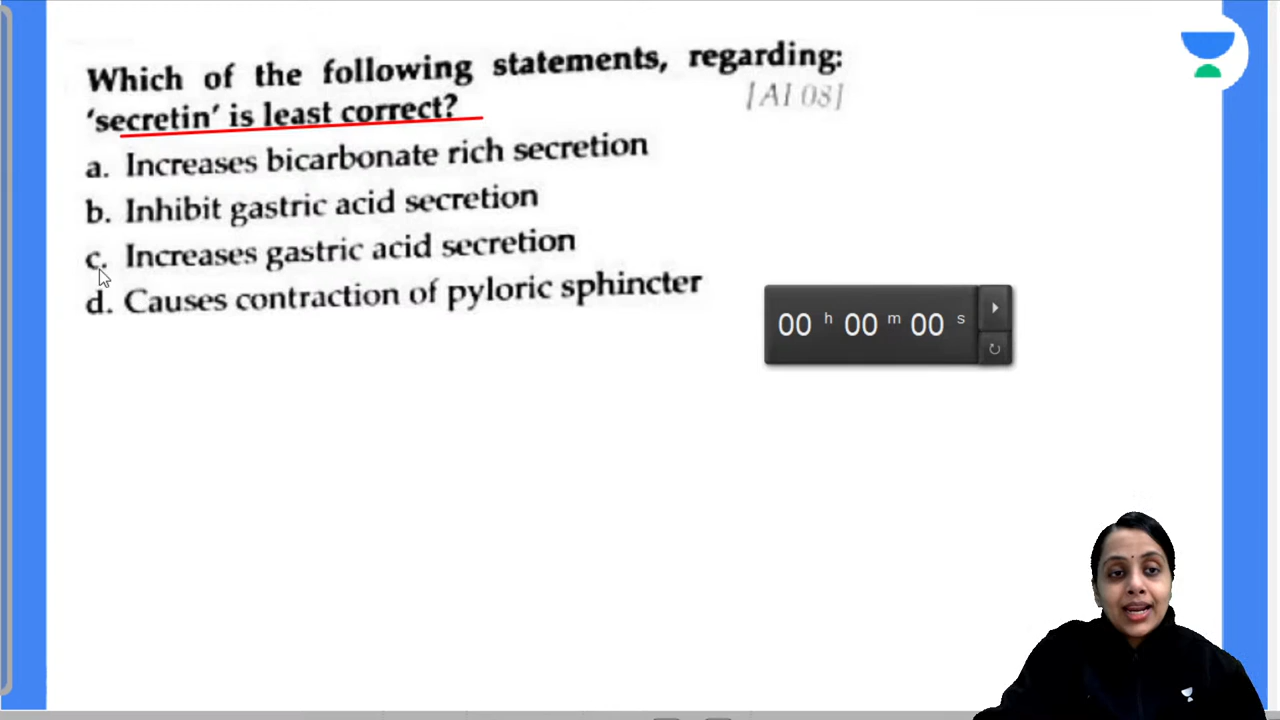 Which of the following statements, regarding:
‘secretin’ is least correct? [AI 08]
a. Increases bicarbonate rich secretion
b. Inhibit gastric acid secretion
c. Increases gastric acid secretion
d. Causes contraction of pyloric sphincter
00 h 00 m 00 s